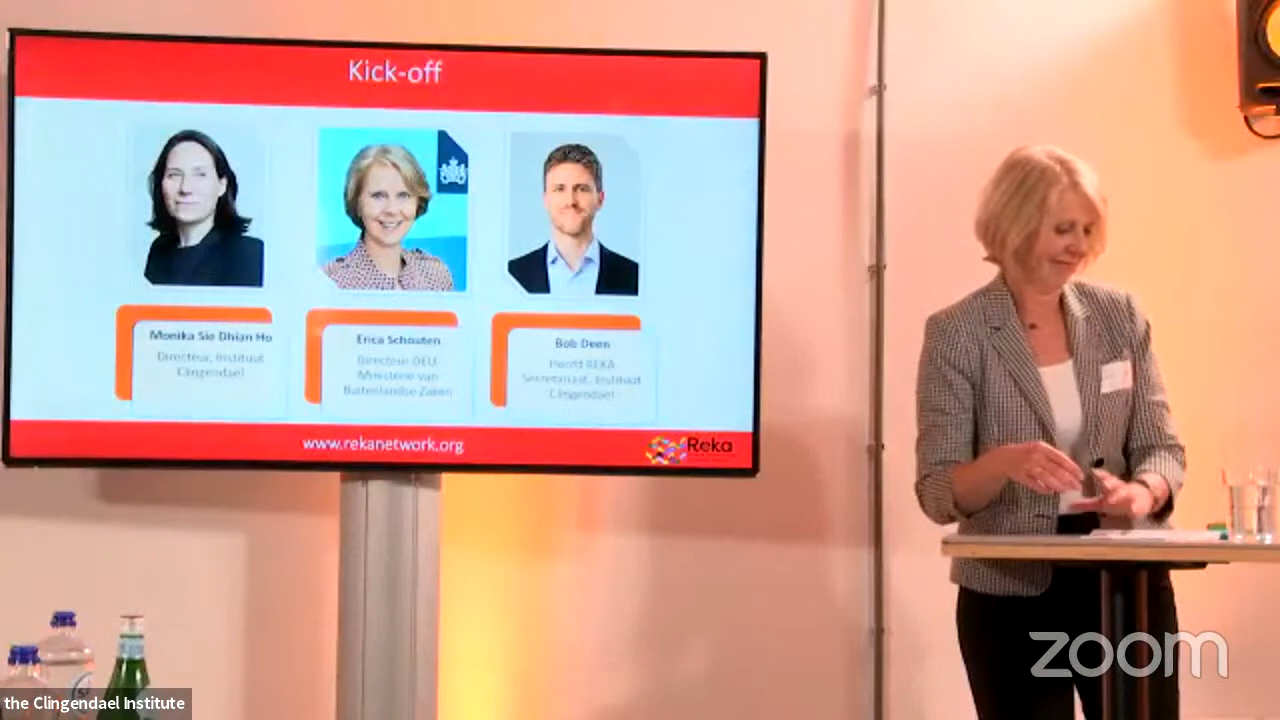 Kick-off
Monika Sie Dhian Ho
Directeur, Instituut
Clingendael
Erica Schouten
Directeur DEU,
Ministerie van
Buitenlandse Zaken
Bob Deen
Hoofd REKA
Secretariaat, Instituut
Clingendael
www.rekanetwork.org
Reka
zoom
the Clingendael Institute